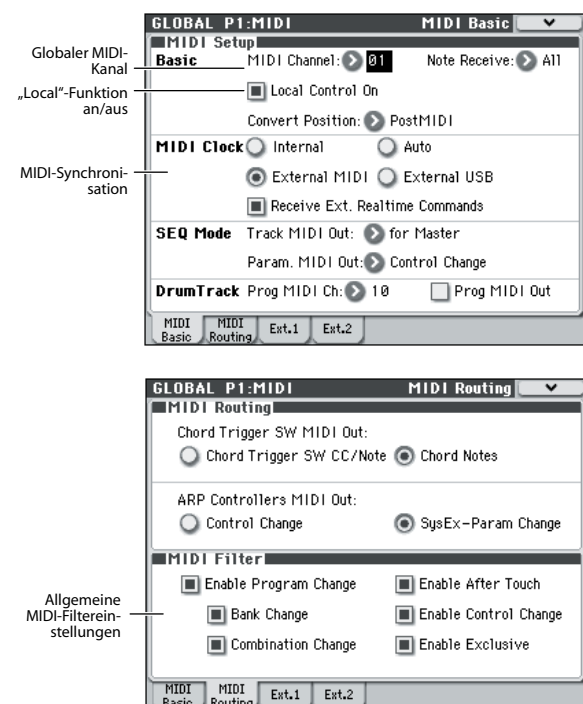 GLOBAL P1:MIDI MIDI Basic
MIDI Setup
Globaler MIDI-
Kanal
Basic MIDI Channel: 01 Note Receive: All
„Local“-Funktion
an/aus
Local Control On
Convert Position: PostMIDI
MIDI Clock Internal Auto
MIDI-Synchroni-
sation
External MIDI External USB
Receive Ext. Realtime Commands
SEQ Mode Track MIDI Out: for Master
Param. MIDI Out: Control Change
DrumTrack Prog MIDI Ch: 10 Prog MIDI Out
MIDI Basic MIDI Routing Ext.1 Ext.2
GLOBAL P1:MIDI MIDI Routing
MIDI Routing
Chord Trigger SW MIDI Out:
Chord Trigger SW CC/Note Chord Notes
ARP Controllers MIDI Out:
Control Change SysEx-Param Change
MIDI Filter
Enable Program Change Enable After Touch
Allgemeine
MIDI-Filterein-
stellungen
Bank Change Enable Control Change
Combination Change Enable Exclusive
MIDI Basic MIDI Routing Ext.1 Ext.2